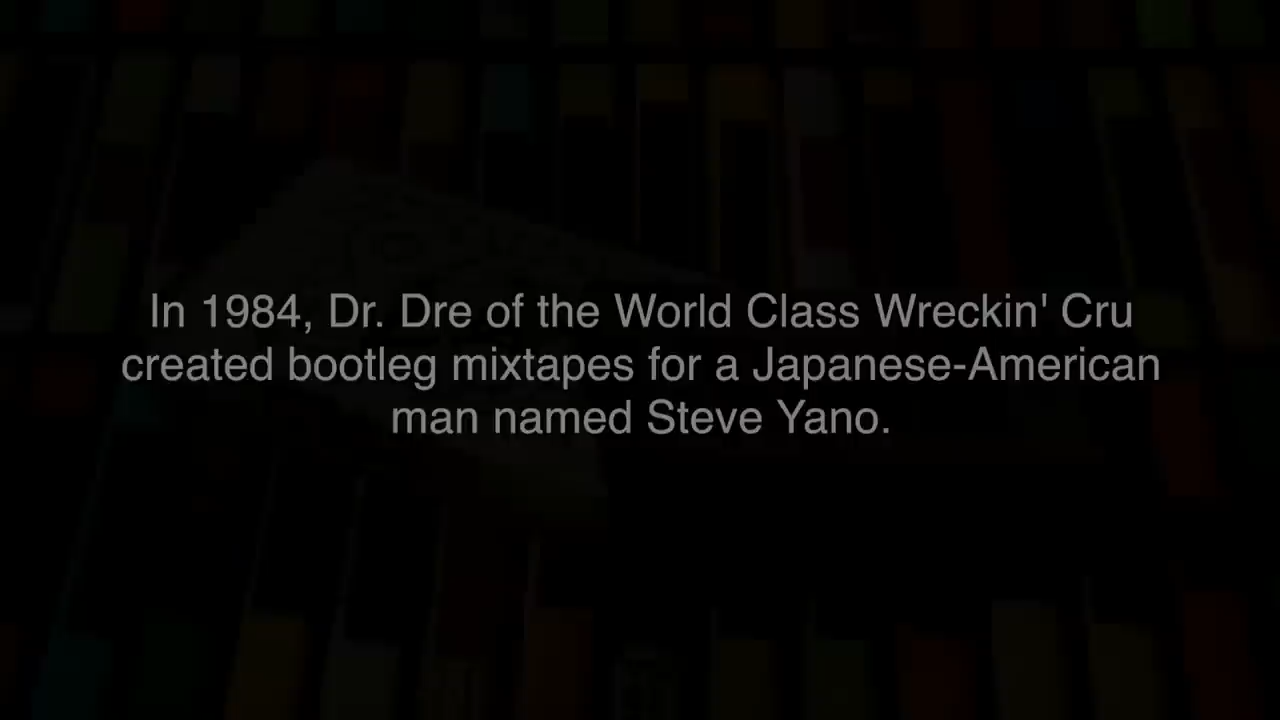 In 1984, Dr. Dre of the World Class Wreckin' Cru
created bootleg mixtapes for a Japanese-American
man named Steve Yano.